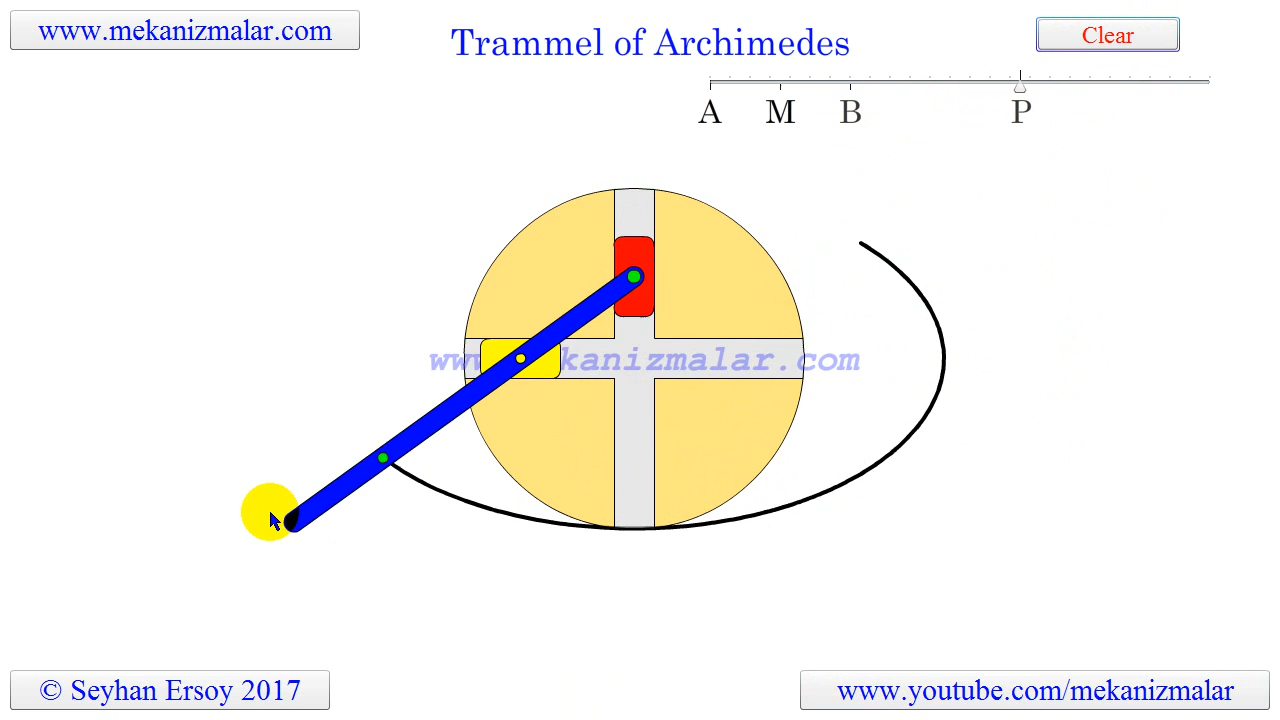 www.mekanizmalar.com
Trammel of Archimedes
Clear
A M B P
www.mekanizmalar.com
© Seyhan Ersoy 2017
www.youtube.com/mekanizmalar